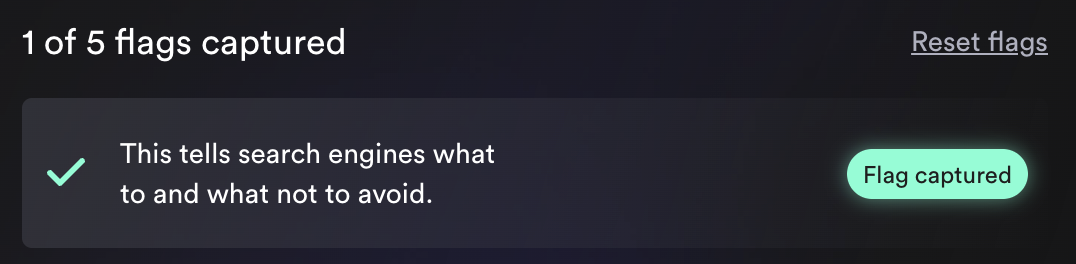 1 of 5 flags captured
Reset flags
This tells search engines what
to and what not to avoid.
Flag captured